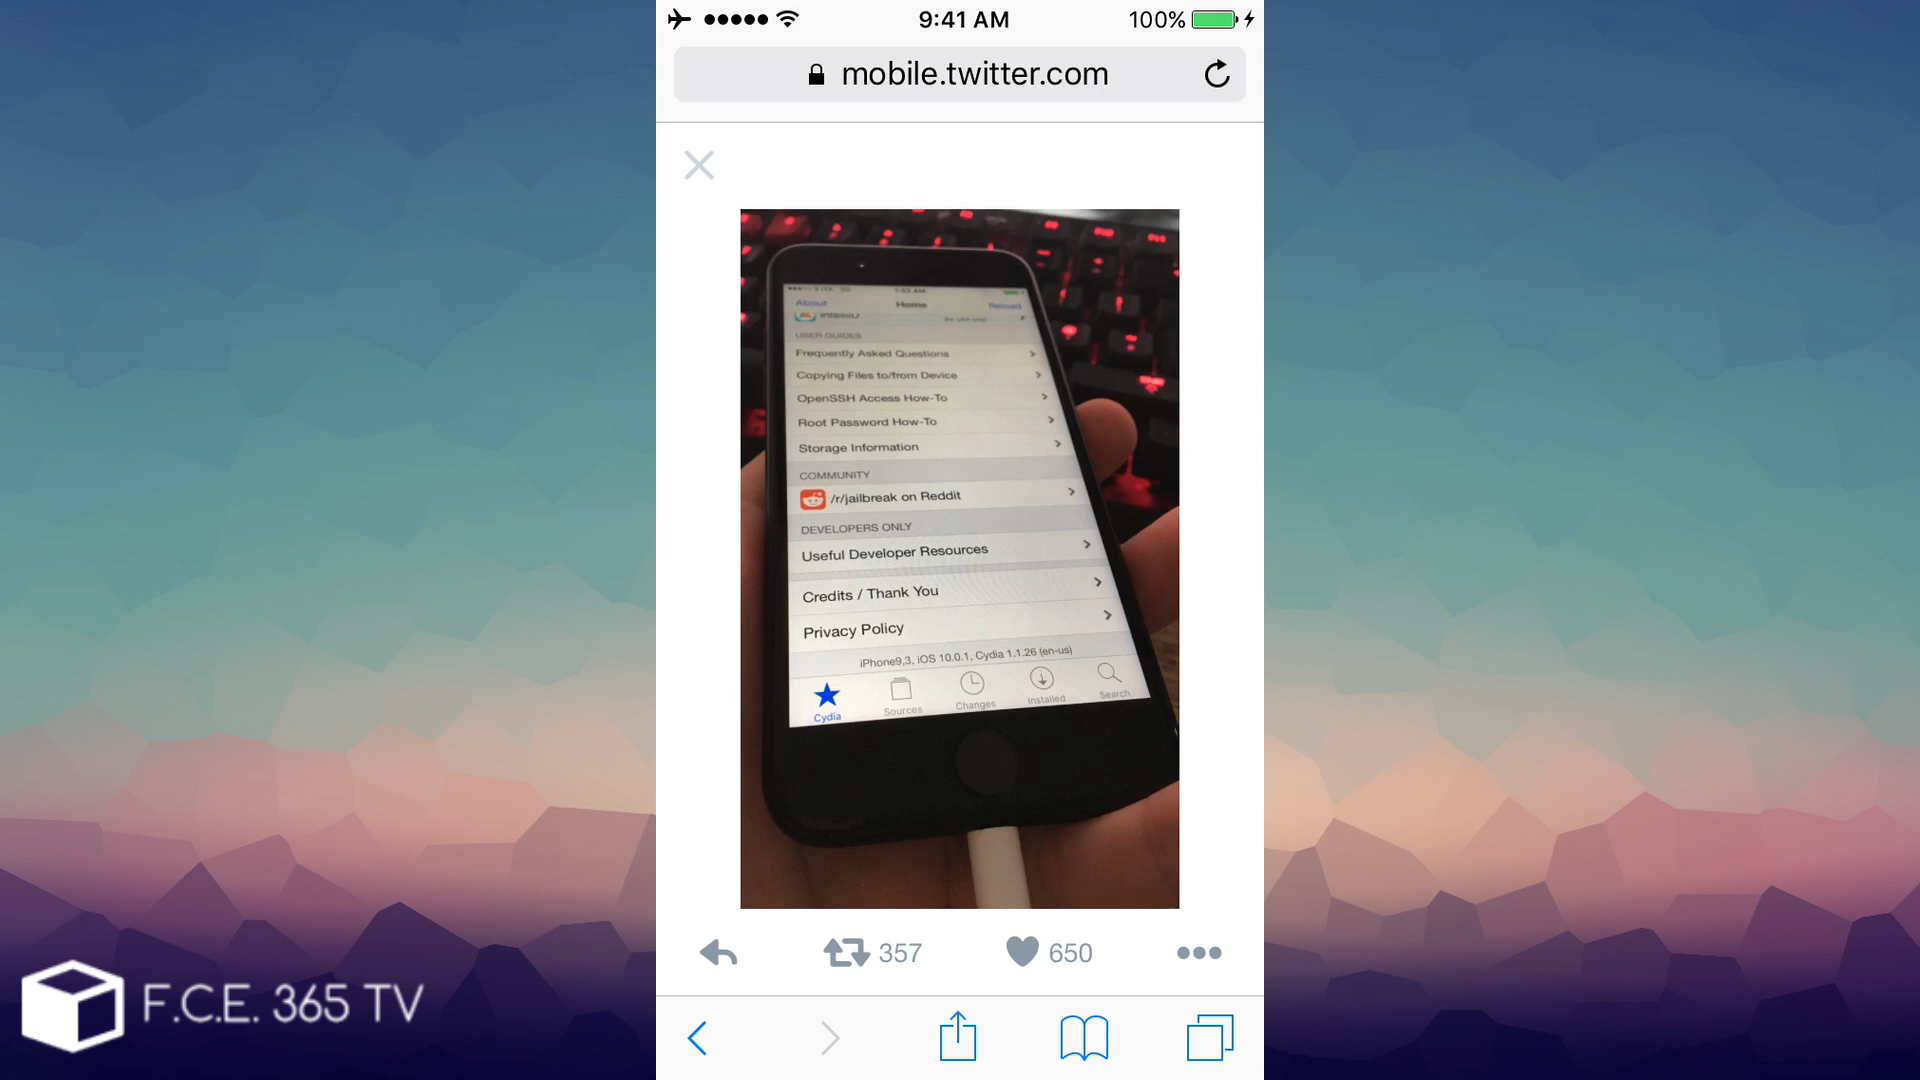 9:41 AM
100%
mobile.twitter.com
About Home Reload
USER GUIDES
Frequently Asked Questions
Copying Files to/from Device
OpenSSH Access How-To
Root Password How-To
Storage Information
COMMUNITY
/r/jailbreak on Reddit
DEVELOPERS ONLY
Useful Developer Resources
Credits / Thank You
Privacy Policy
iPhone9,3, iOS 10.0.1, Cydia 1.1.26 (en-us)
Cydia Sources Changes Installed Search
357 650
F.C.E. 365 TV